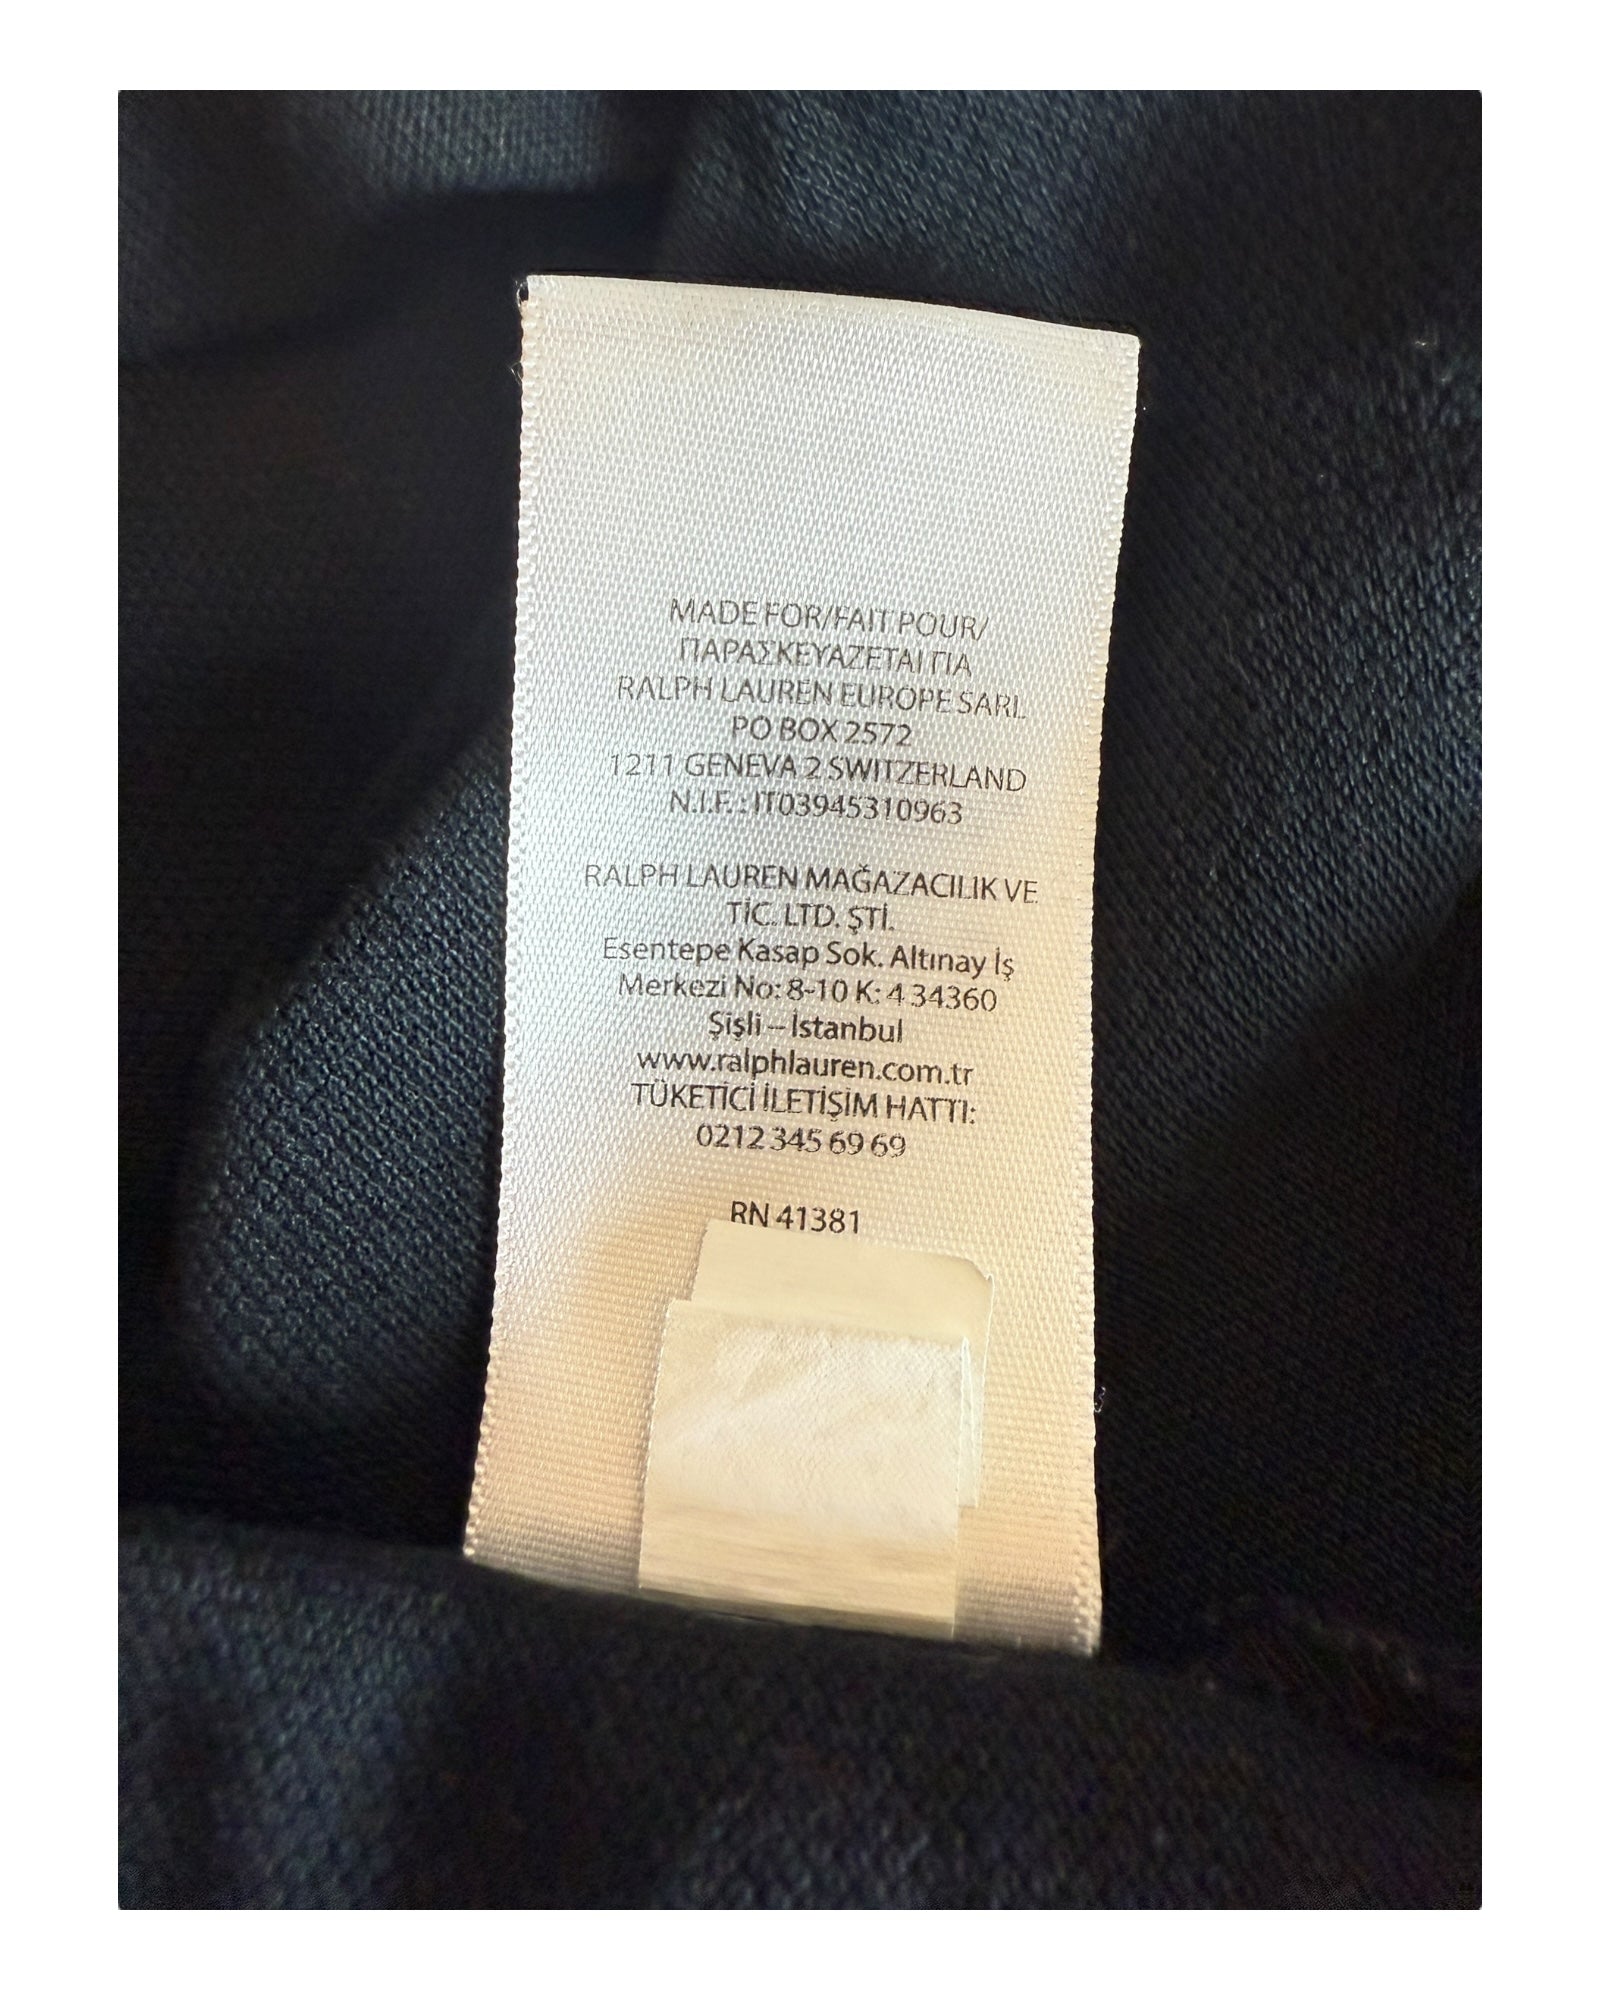 MADE FOR/FAIT POUR/
ΠΑΡΑΣΚΕΥΑΖΕΤΑΙ ΓΙΑ
RALPH LAUREN EUROPE SARL
PO BOX 2572
1211 GENEVA 2 SWITZERLAND
N.I.F. : IT03945310963
RALPH LAUREN MAĞAZACILIK VE
TİC. LTD. ŞTİ.
Esentepe Kasap Sok. Altınay İş
Merkezi No: 8-10 K: 4 34360
Şişli – İstanbul
www.ralphlauren.com.tr
TÜKETİCİ İLETİŞİM HATTI:
0212 345 69 69
RN 41381